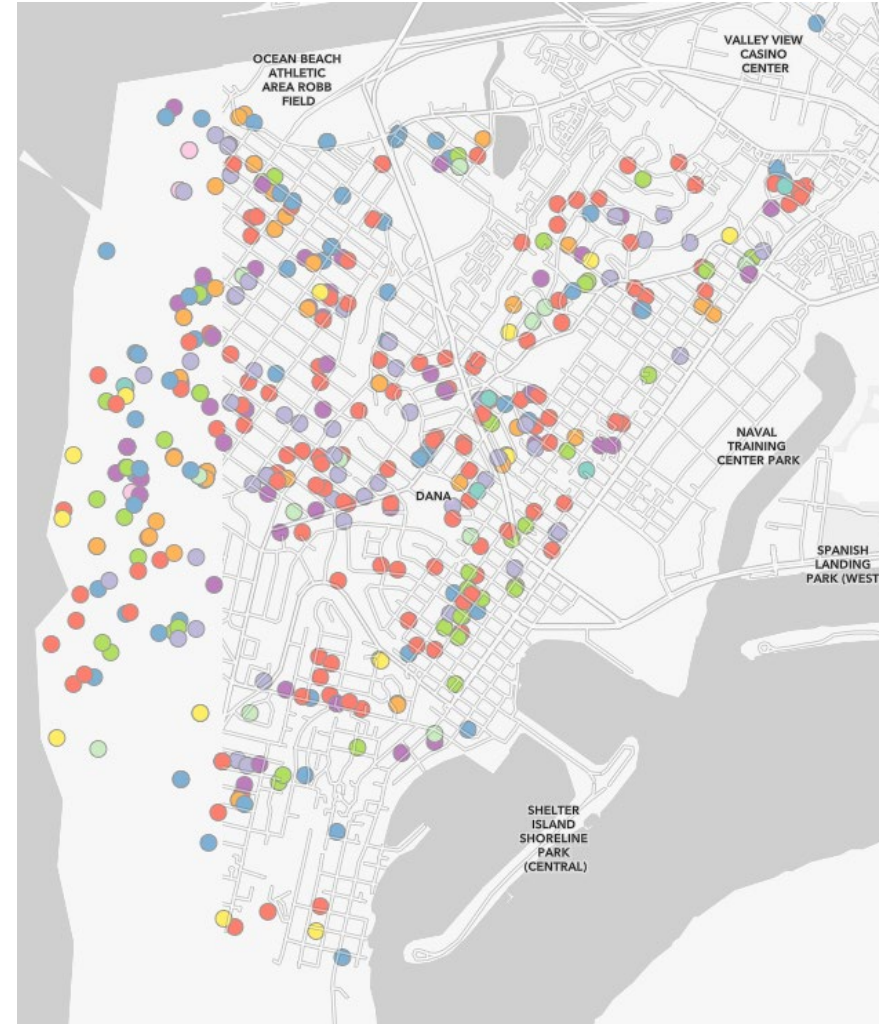 VALLEY VIEW
CASINO
CENTER
OCEAN BEACH
ATHLETIC
AREA ROBB
FIELD
NAVAL
TRAINING
CENTER PARK
DANA
SPANISH
LANDING
PARK (WEST
SHELTER
ISLAND
SHORELINE
PARK
(CENTRAL)